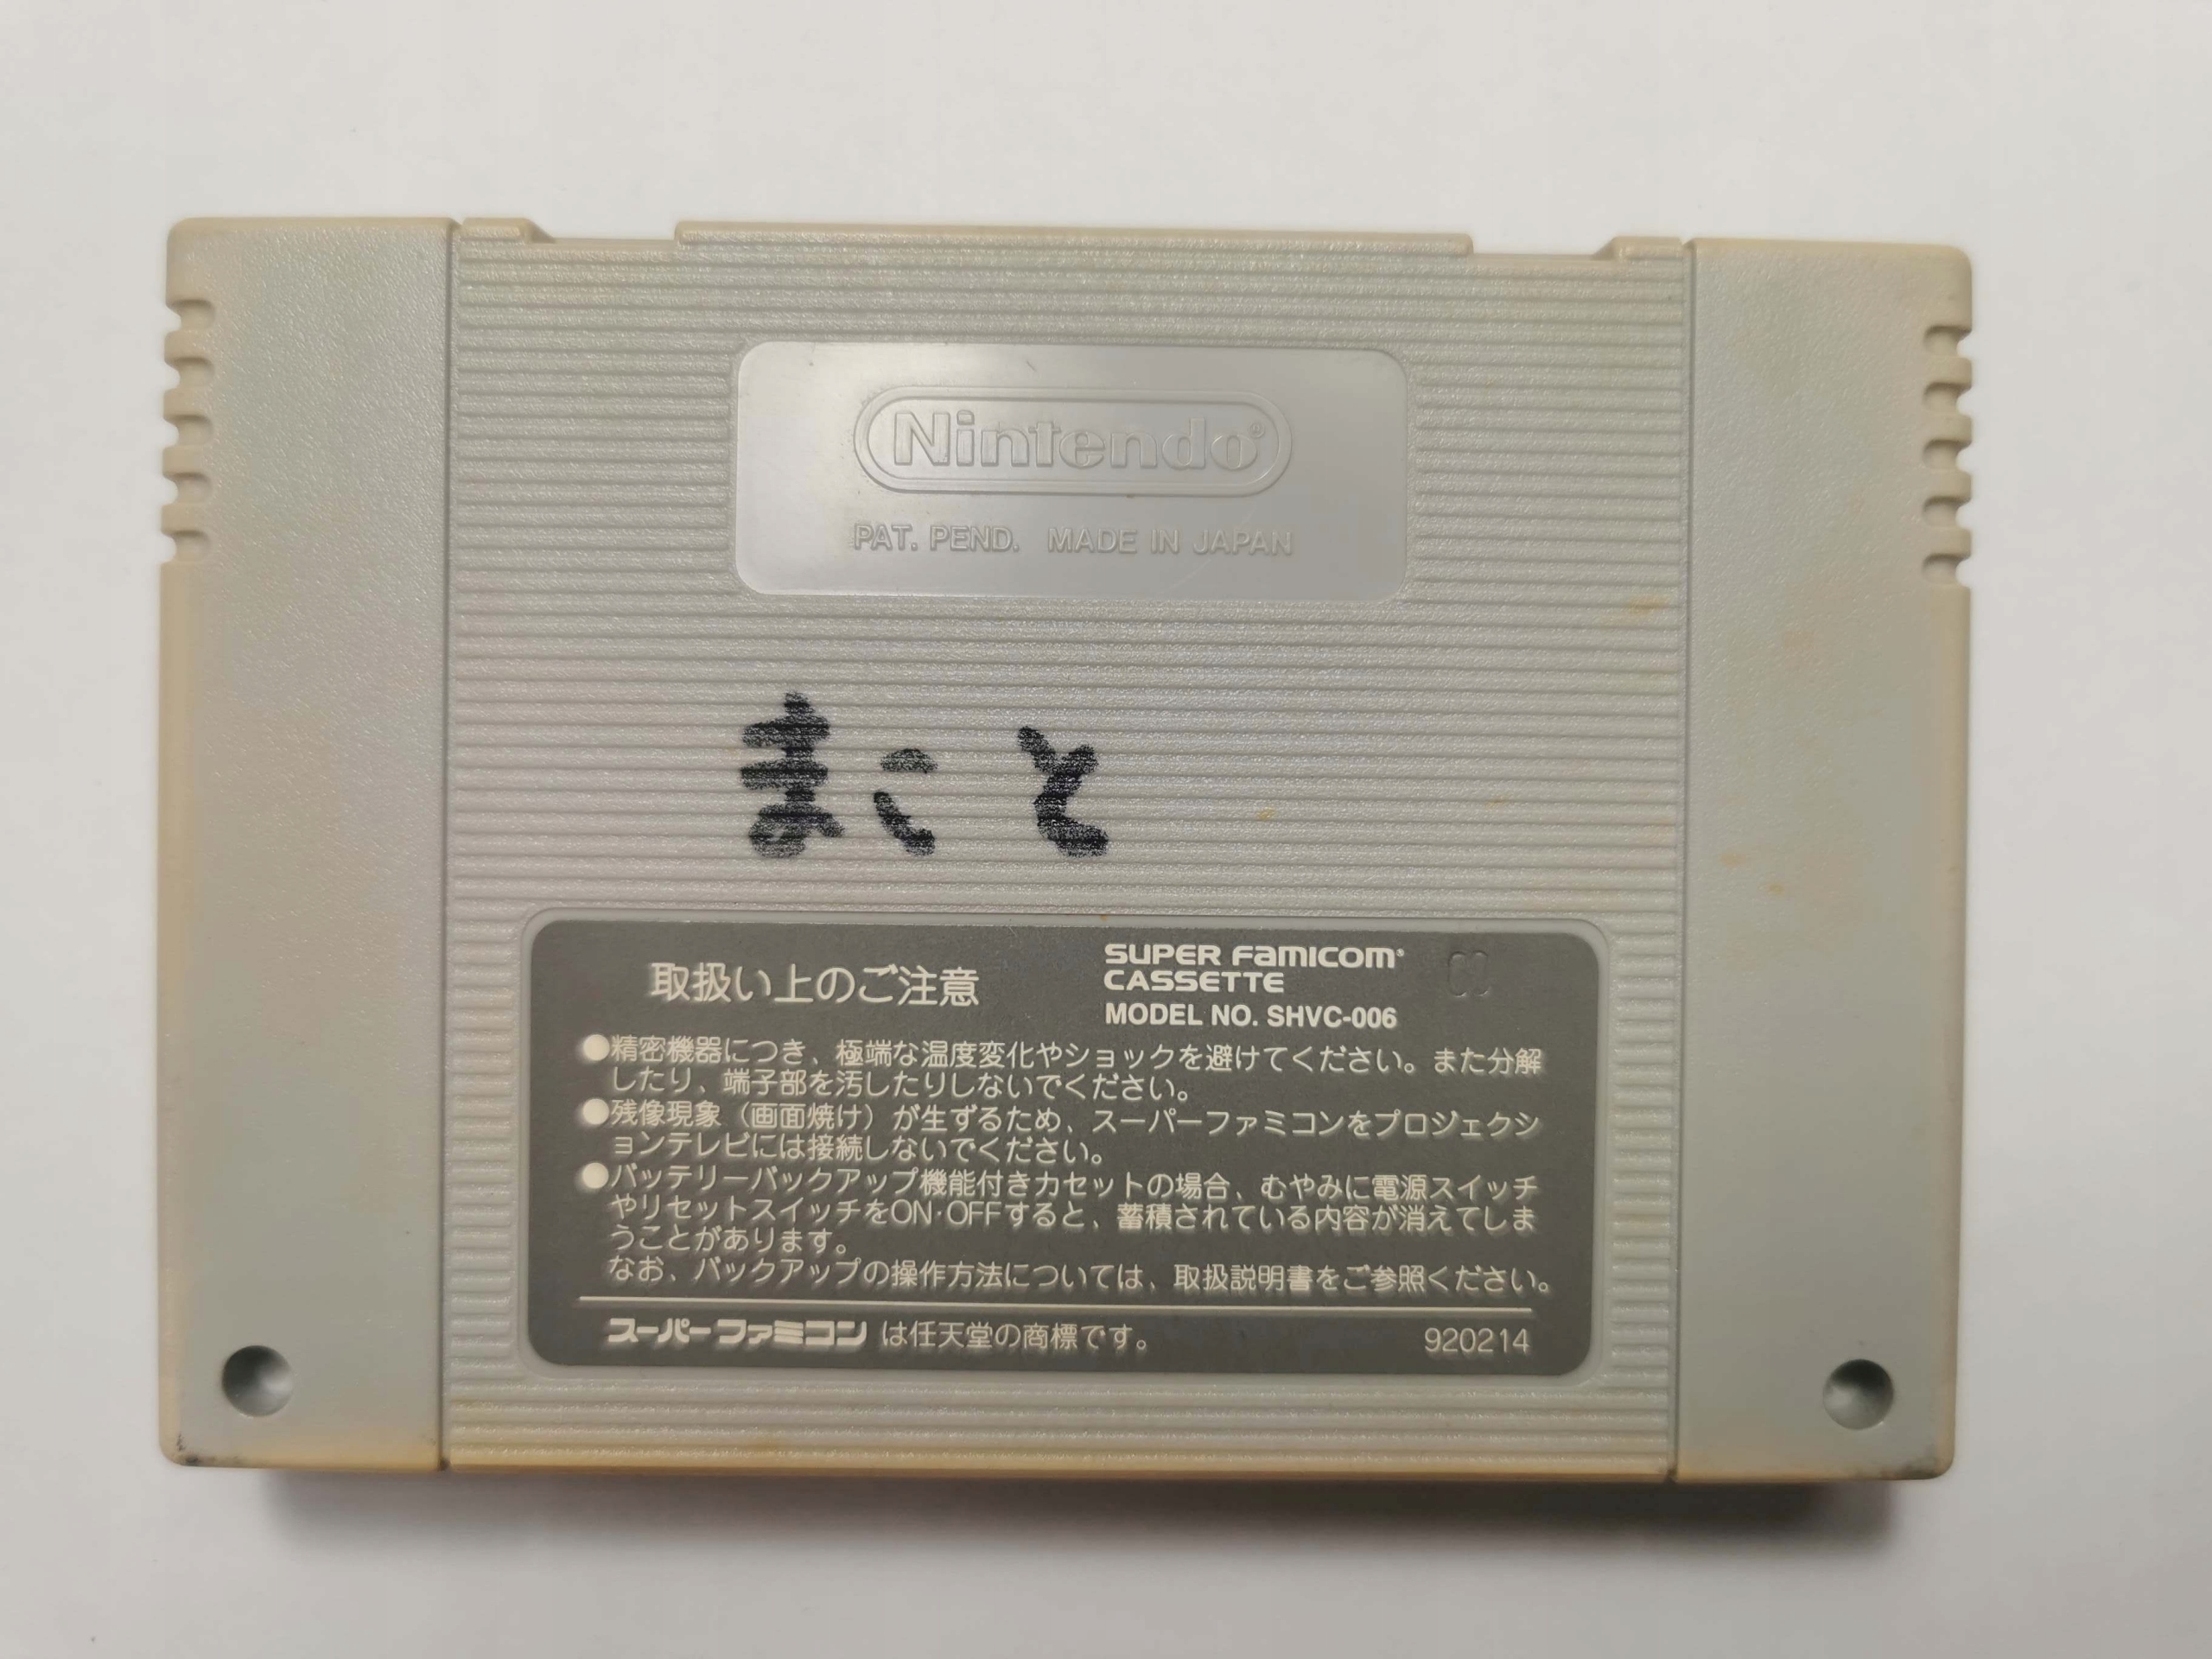 Nintendo®
PAT. PEND. MADE IN JAPAN
まこと
取扱い上のご注意
SUPER FAMICOM®
CASSETTE
MODEL NO. SHVC-006
●精密機器につき、極端な温度変化やショックを避けてください。また分解
したり、端子部を汚したりしないでください。
●残像現象（画面焼け）が生ずるため、スーパーファミコンをプロジェクシ
ョンテレビには接続しないでください。
●バッテリーバックアップ機能付きカセットの場合、むやみに電源スイッチ
やリセットスイッチをON·OFFすると、蓄積されている内容が消えてしま
うことがあります。
なお、バックアップの操作方法については、取扱説明書をご参照ください。
スーパーファミコン は任天堂の商標です。
920214